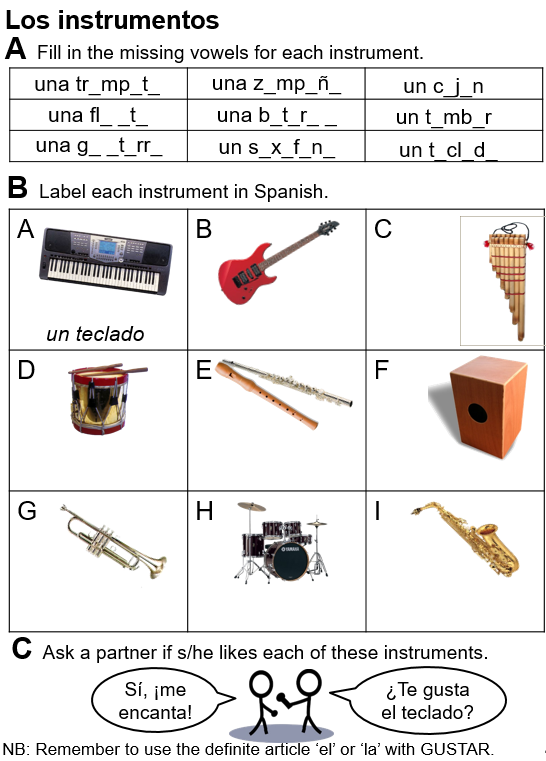 Los instrumentos
A Fill in the missing vowels for each instrument.
una tr_mp_t_ una z_mp_ñ_ un c_j_n
una fl_ _t_ una b_t_r_ _ un t_mb_r
una g_ _t_rr_ un s_x_f_n_ un t_cl_d_
B Label each instrument in Spanish.
A B C
un teclado
D E F
G H I
YAMAHA
C Ask a partner if s/he likes each of these instruments.
Sí, ¡me ¿Te gusta
encanta! el teclado?
NB: Remember to use the definite article ‘el’ or ‘la’ with GUSTAR.